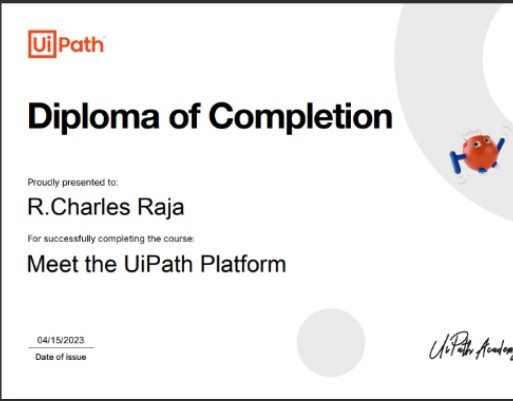 UiPath
Diploma of Completion
Proudly presented to:
R.Charles Raja
For successfully completing the course:
Meet the UiPath Platform
04/15/2023
Date of issue
UiPath Academy